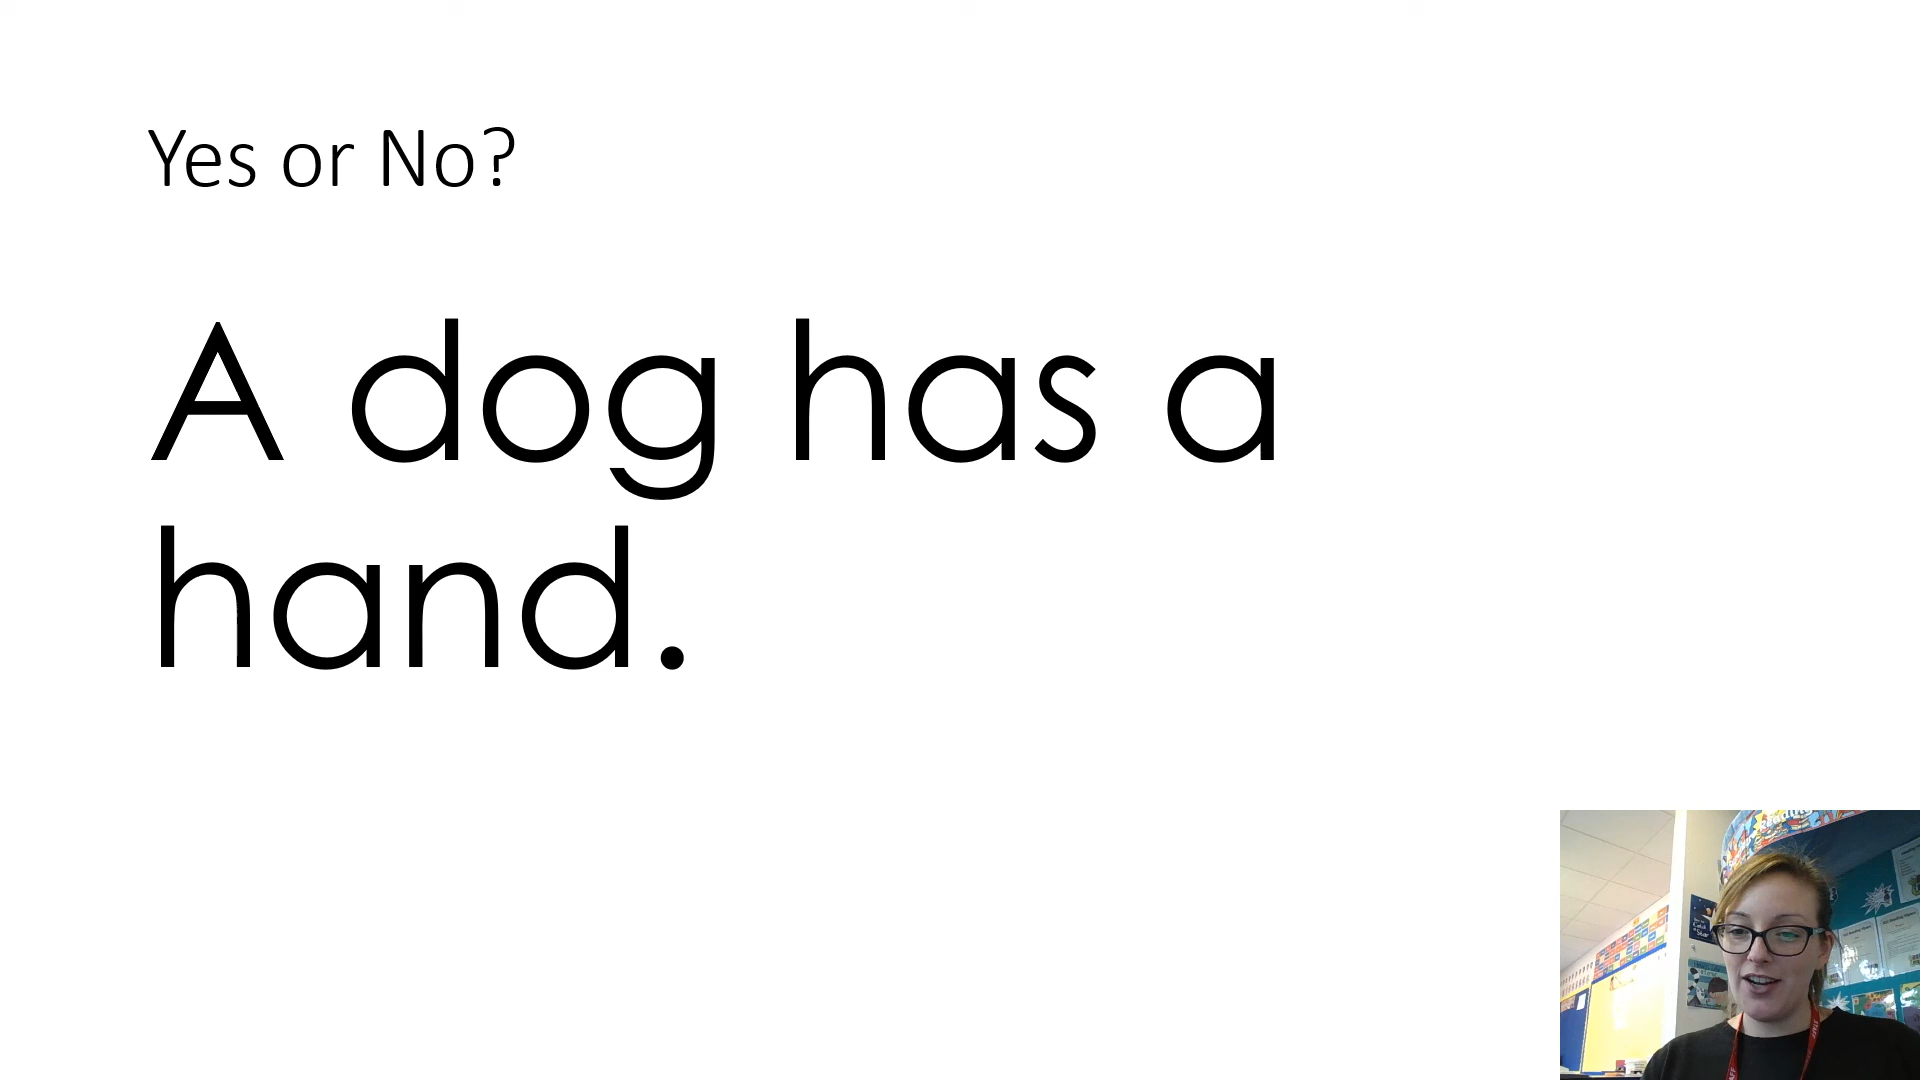 Yes or No?
A dog has a
hand.